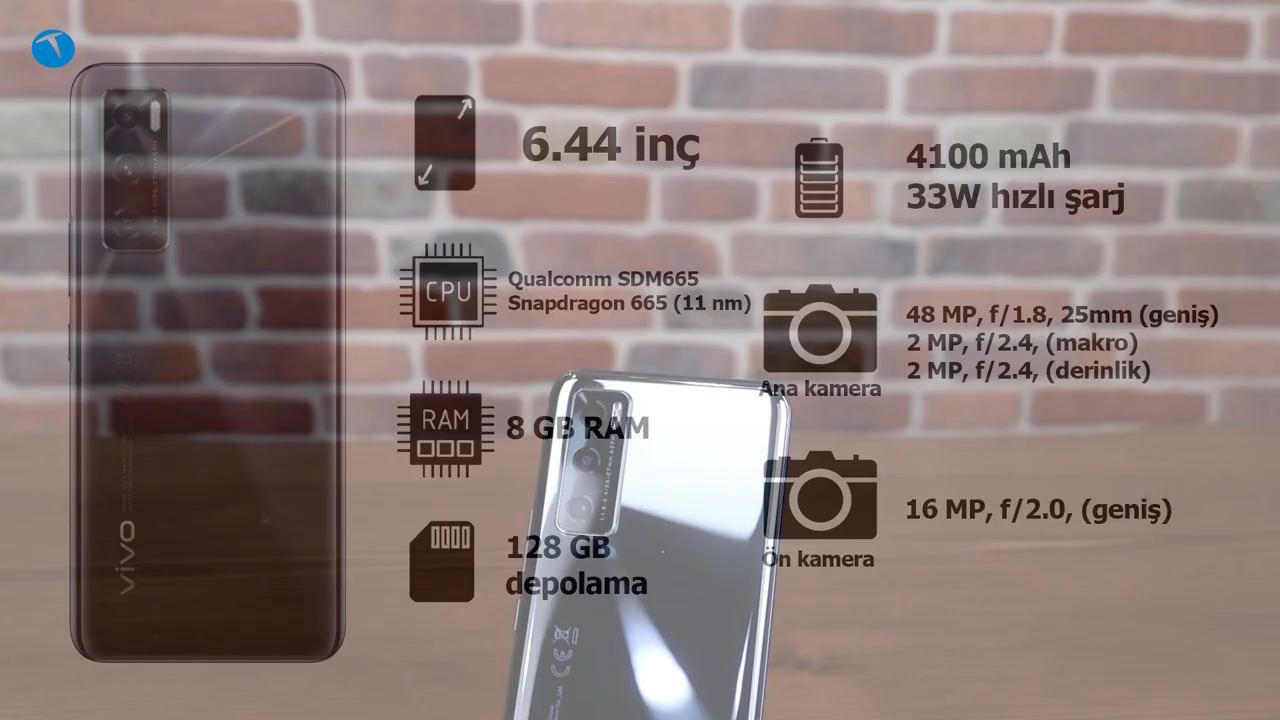 6.44 inç
4100 mAh
33W hızlı şarj
CPU
Qualcomm SDM665
Snapdragon 665 (11 nm)
48 MP, f/1.8, 25mm (geniş)
2 MP, f/2.4, (makro)
2 MP, f/2.4, (derinlik)
Ana kamera
RAM
8 GB RAM
16 MP, f/2.0, (geniş)
Ön kamera
128 GB
depolama
vivo